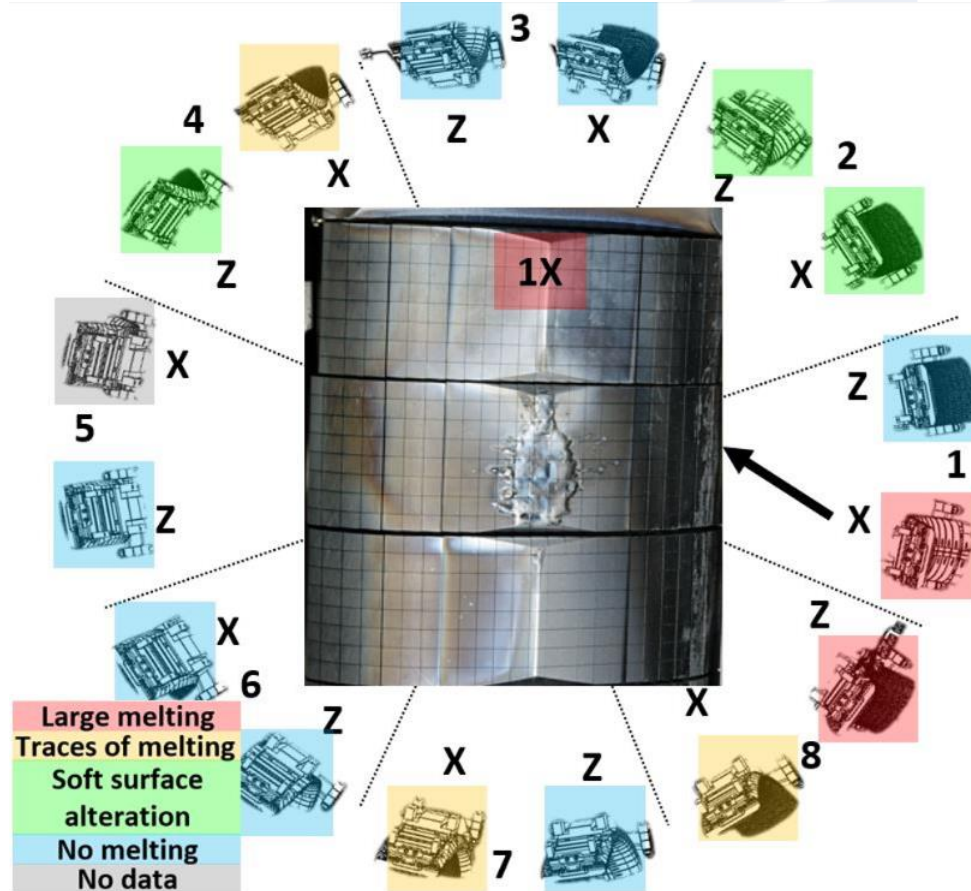 3
Z
X
4
X
Z
2
Z
X
1X
5
X
Z
Z
1
X
6
X
Z
Z
8
X
7
X
Z
Large melting
Traces of melting
Soft surface
alteration
No melting
No data